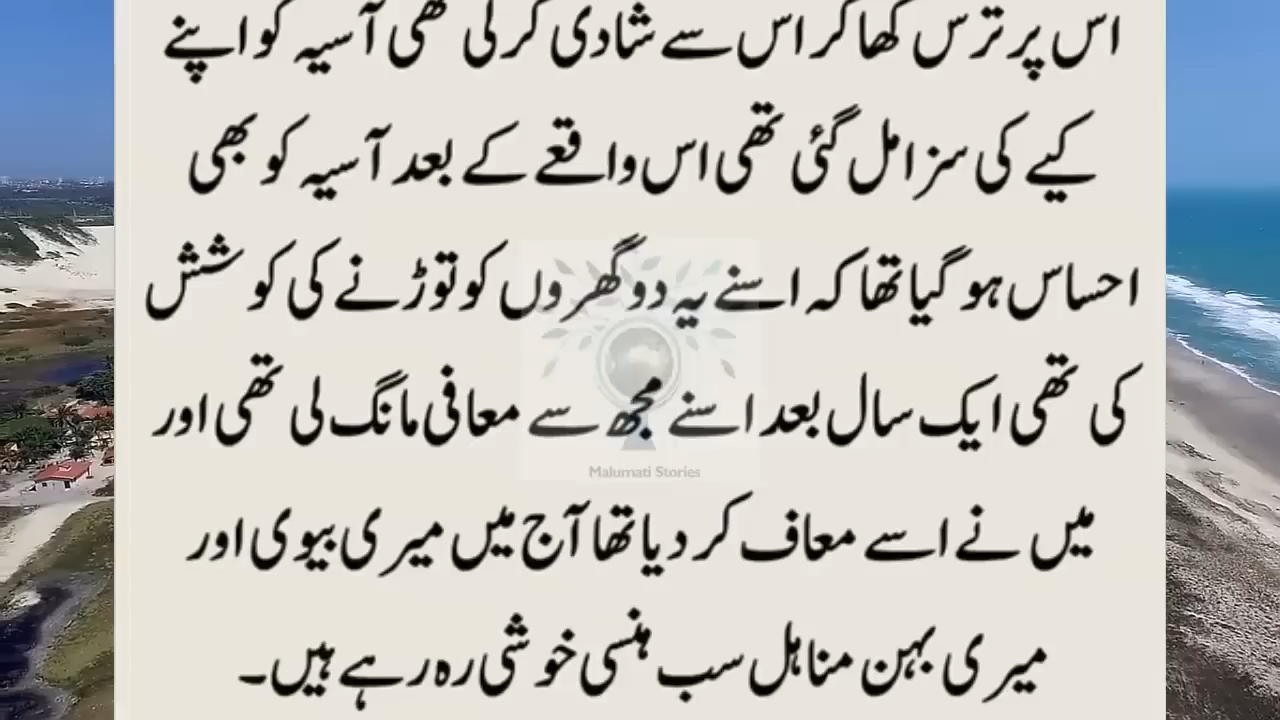 اس پر ترس کھا کر اس سے شادی کر لی تھی آسیہ کو اپنے
کیے کی سزا مل گئی تھی اس واقعے کے بعد آسیہ کو بھی
احساس ہو گیا تھا کہ اسنے یہ دو گھروں کو توڑنے کی کوشش
کی تھی ایک سال بعد اسنے مجھ سے معافی مانگ لی تھی اور
میں نے اسے معاف کر دیا تھا آج میں میری بیوی اور
میری بہن مناہل سب ہنسی خوشی رہ رہے ہیں۔
Malumati Stories